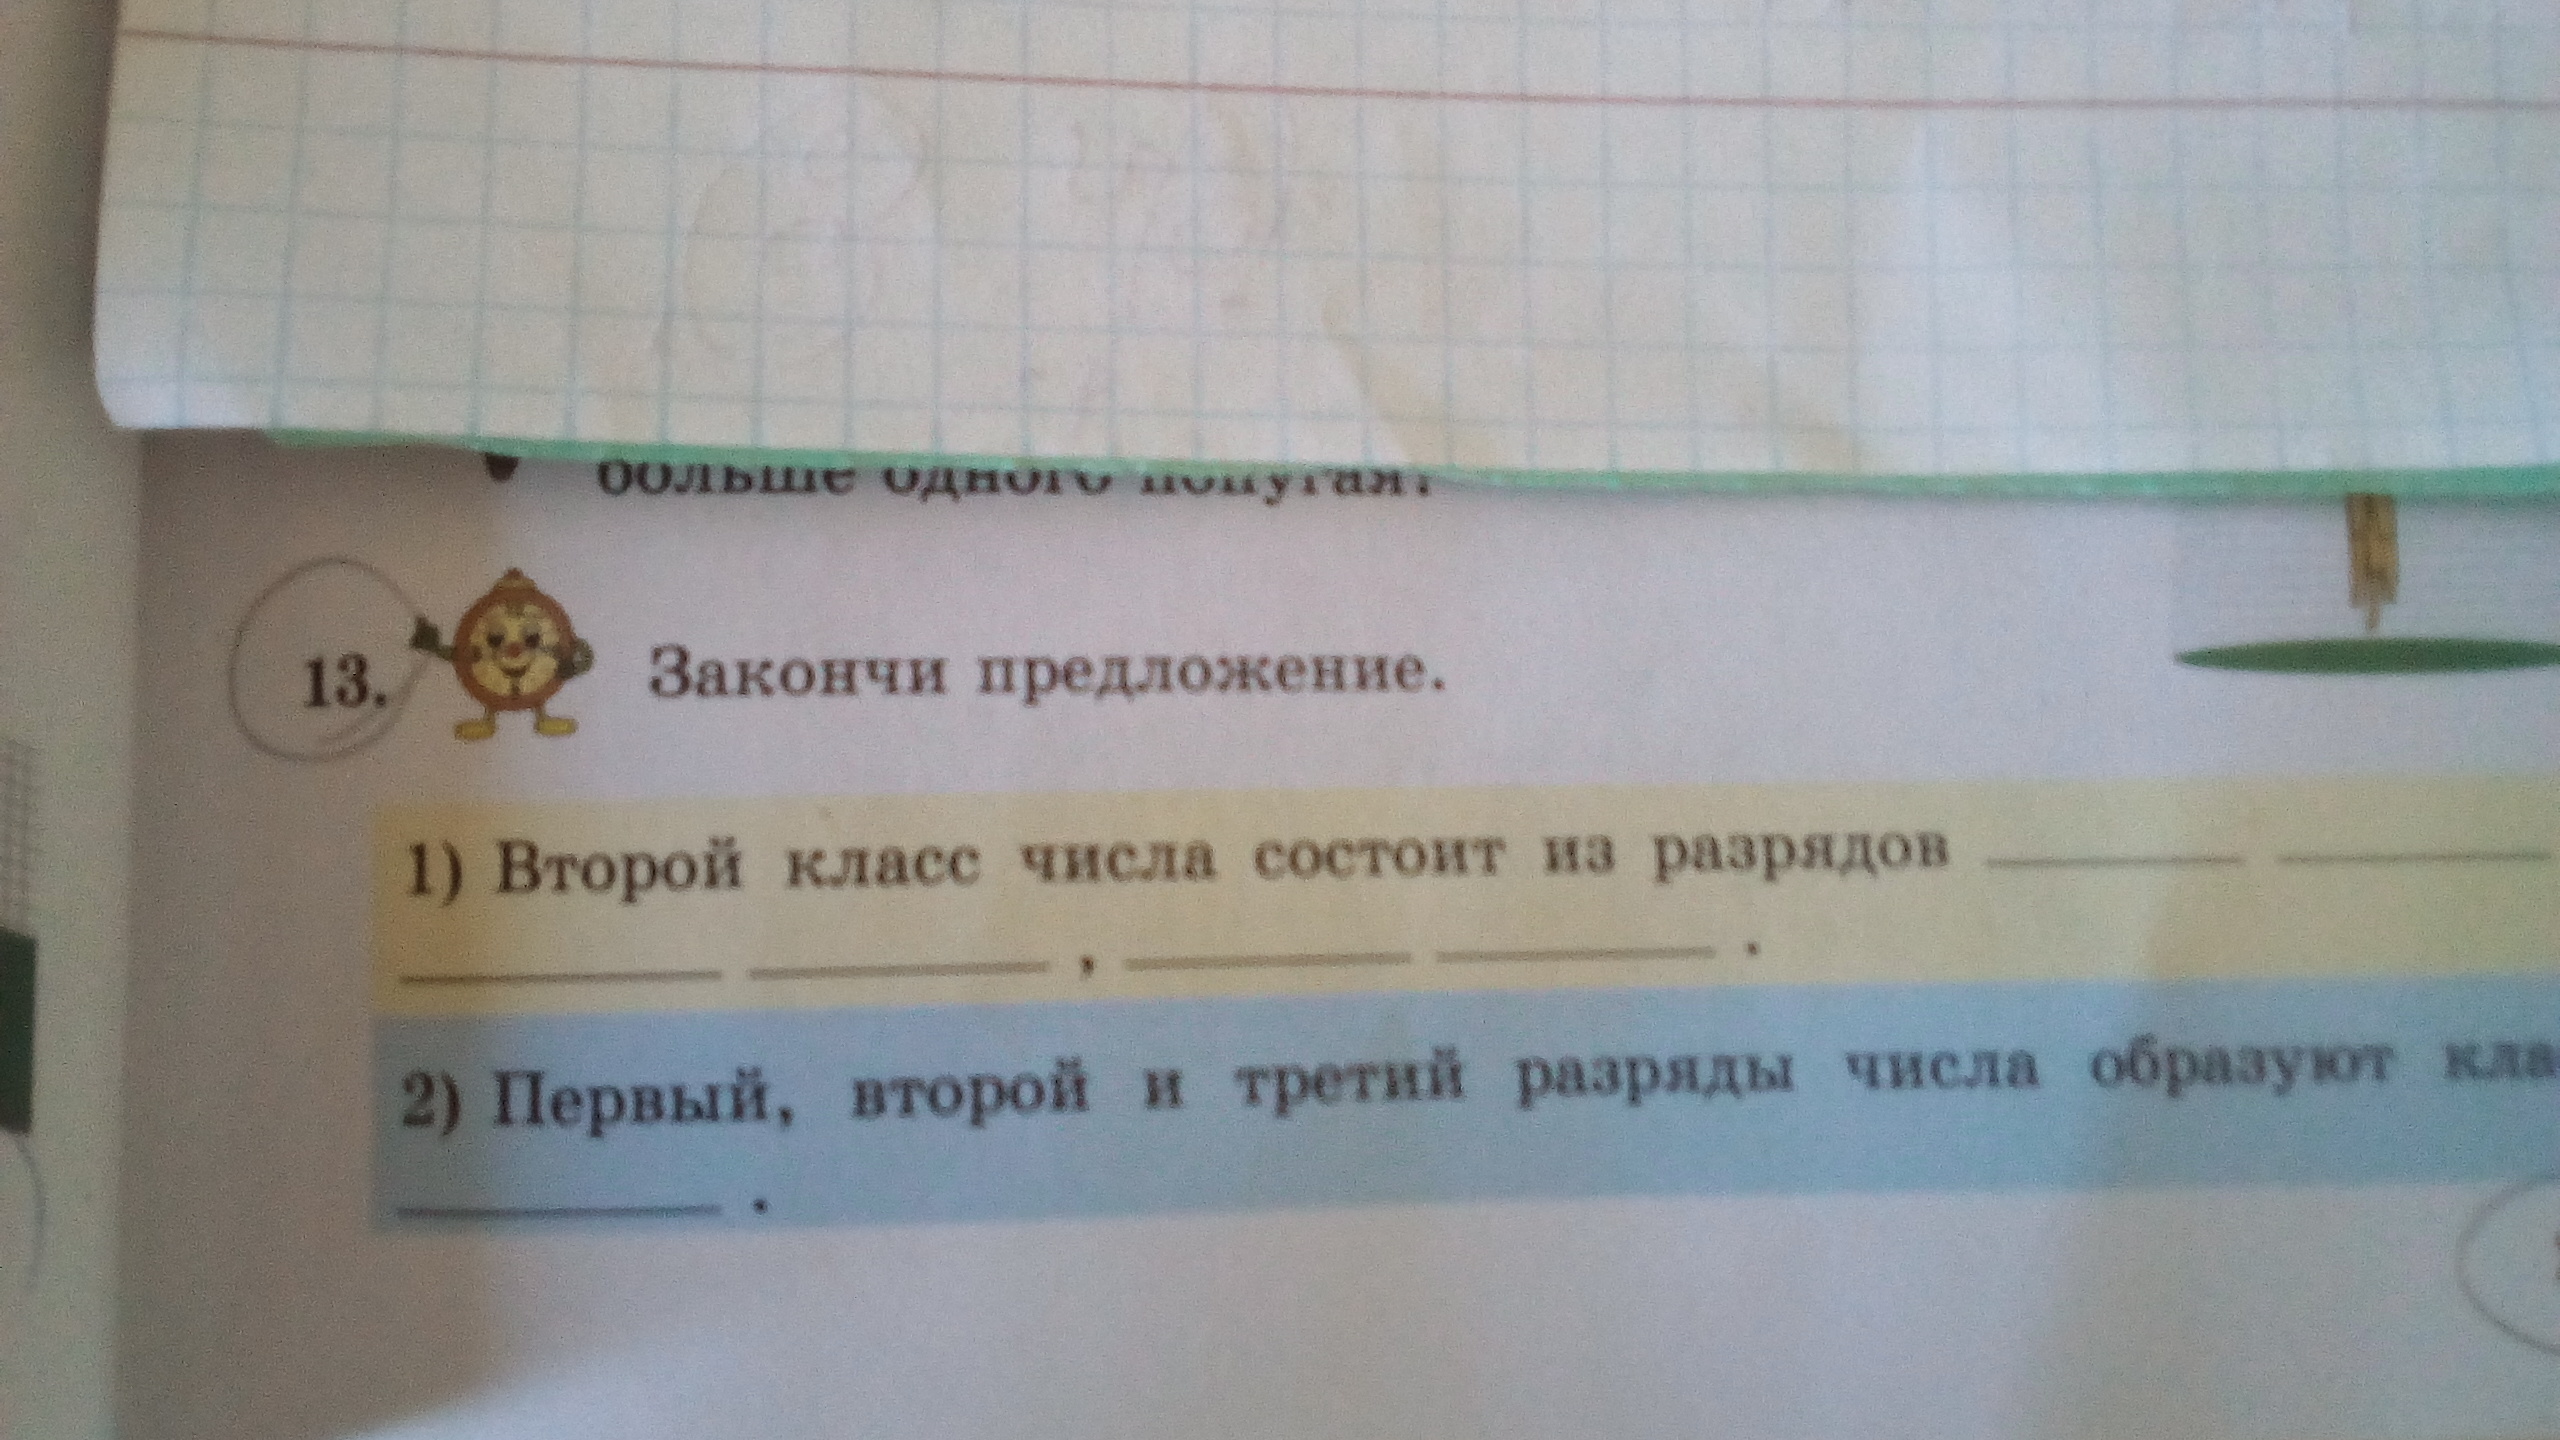 больше одного попугая?
13. Закончи предложение.
1) Второй класс числа состоит из разрядов
, .
2) Первый, второй и третий разряды числа образуют кла
.